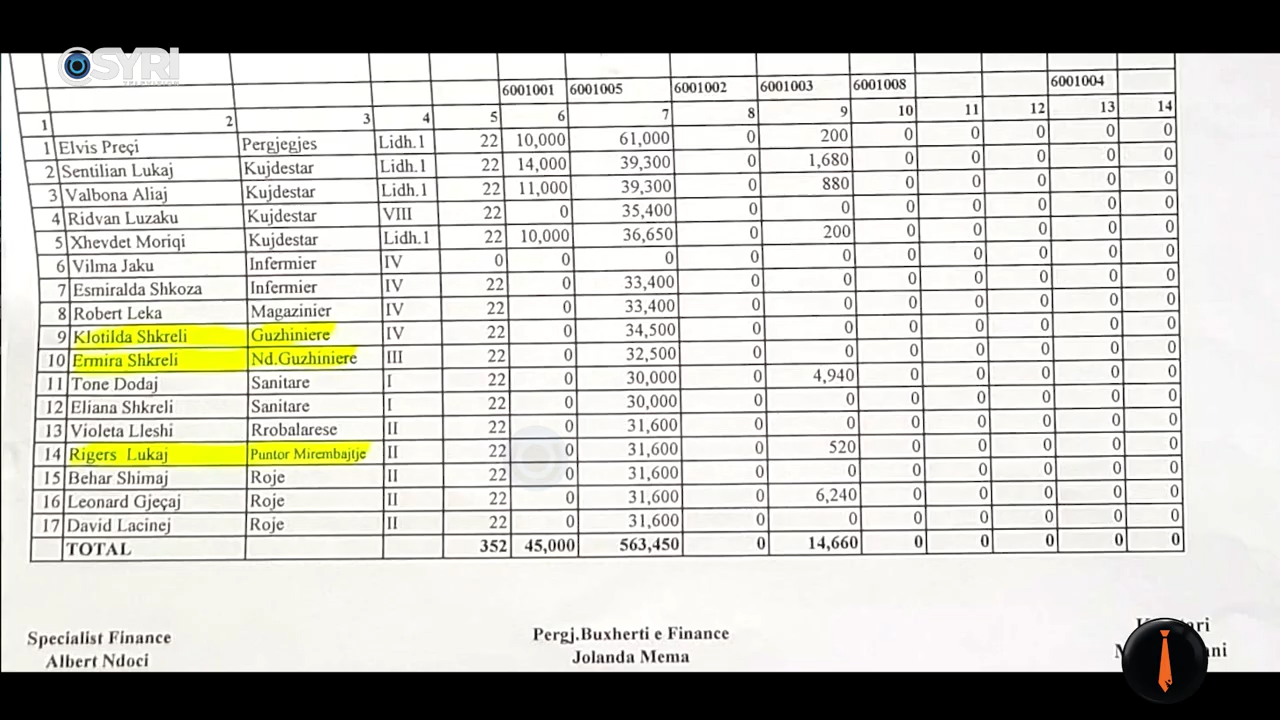 SYRI
TELEVISION
6001001 6001005 6001002 6001003 6001008 6001004
1 2 3 4 5 6 7 8 9 10 11 12 13 14
1 Elvis Preçi Pergjegjes Lidh.1 22 10,000 61,000 0 200 0 0 0 0 0
2 Sentilian Lukaj Kujdestar Lidh.1 22 14,000 39,300 0 1,680 0 0 0 0 0
3 Valbona Aliaj Kujdestar Lidh.1 22 11,000 39,300 0 880 0 0 0 0 0
4 Ridvan Luzaku Kujdestar VIII 22 0 35,400 0 0 0 0 0 0 0
5 Xhevdet Moriqi Kujdestar Lidh.1 22 10,000 36,650 0 200 0 0 0 0 0
6 Vilma Jaku Infermier IV 0 0 0 0 0 0 0 0 0 0
7 Esmiralda Shkoza Infermier IV 22 0 33,400 0 0 0 0 0 0 0
8 Robert Leka Magazinier IV 22 0 33,400 0 0 0 0 0 0 0
9 Klotilda Shkreli Guzhiniere IV 22 0 34,500 0 0 0 0 0 0 0
10 Ermira Shkreli Nd.Guzhiniere III 22 0 32,500 0 0 0 0 0 0 0
11 Tone Dodaj Sanitare I 22 0 30,000 0 4,940 0 0 0 0 0
12 Eliana Shkreli Sanitare I 22 0 30,000 0 0 0 0 0 0 0
13 Violeta Lleshi Rrobalarese II 22 0 31,600 0 0 0 0 0 0 0
14 Rigers Lukaj Puntor Mirembajtje II 22 0 31,600 0 520 0 0 0 0 0
15 Behar Shimaj Roje II 22 0 31,600 0 0 0 0 0 0 0
16 Leonard Gjeçaj Roje II 22 0 31,600 0 6,240 0 0 0 0 0
17 David Lacinej Roje II 22 0 31,600 0 0 0 0 0 0 0
TOTAL 352 45,000 563,450 0 14,660 0 0 0 0 0
Specialist Finance Pergj.Buxherti e Finance
Albert Ndoci Jolanda Mema